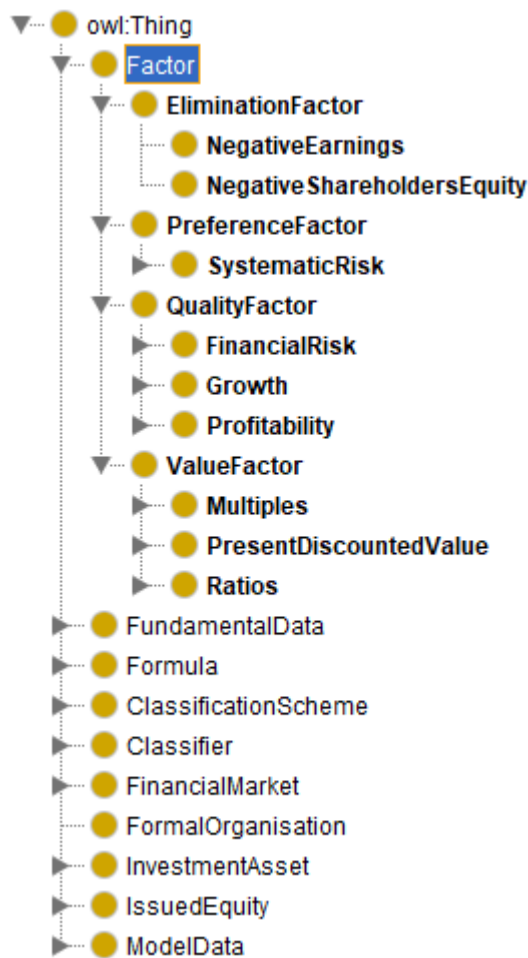 owl:Thing
Factor
EliminationFactor
NegativeEarnings
NegativeShareholdersEquity
PreferenceFactor
SystematicRisk
QualityFactor
FinancialRisk
Growth
Profitability
ValueFactor
Multiples
PresentDiscountedValue
Ratios
FundamentalData
Formula
ClassificationScheme
Classifier
FinancialMarket
FormalOrganisation
InvestmentAsset
IssuedEquity
ModelData